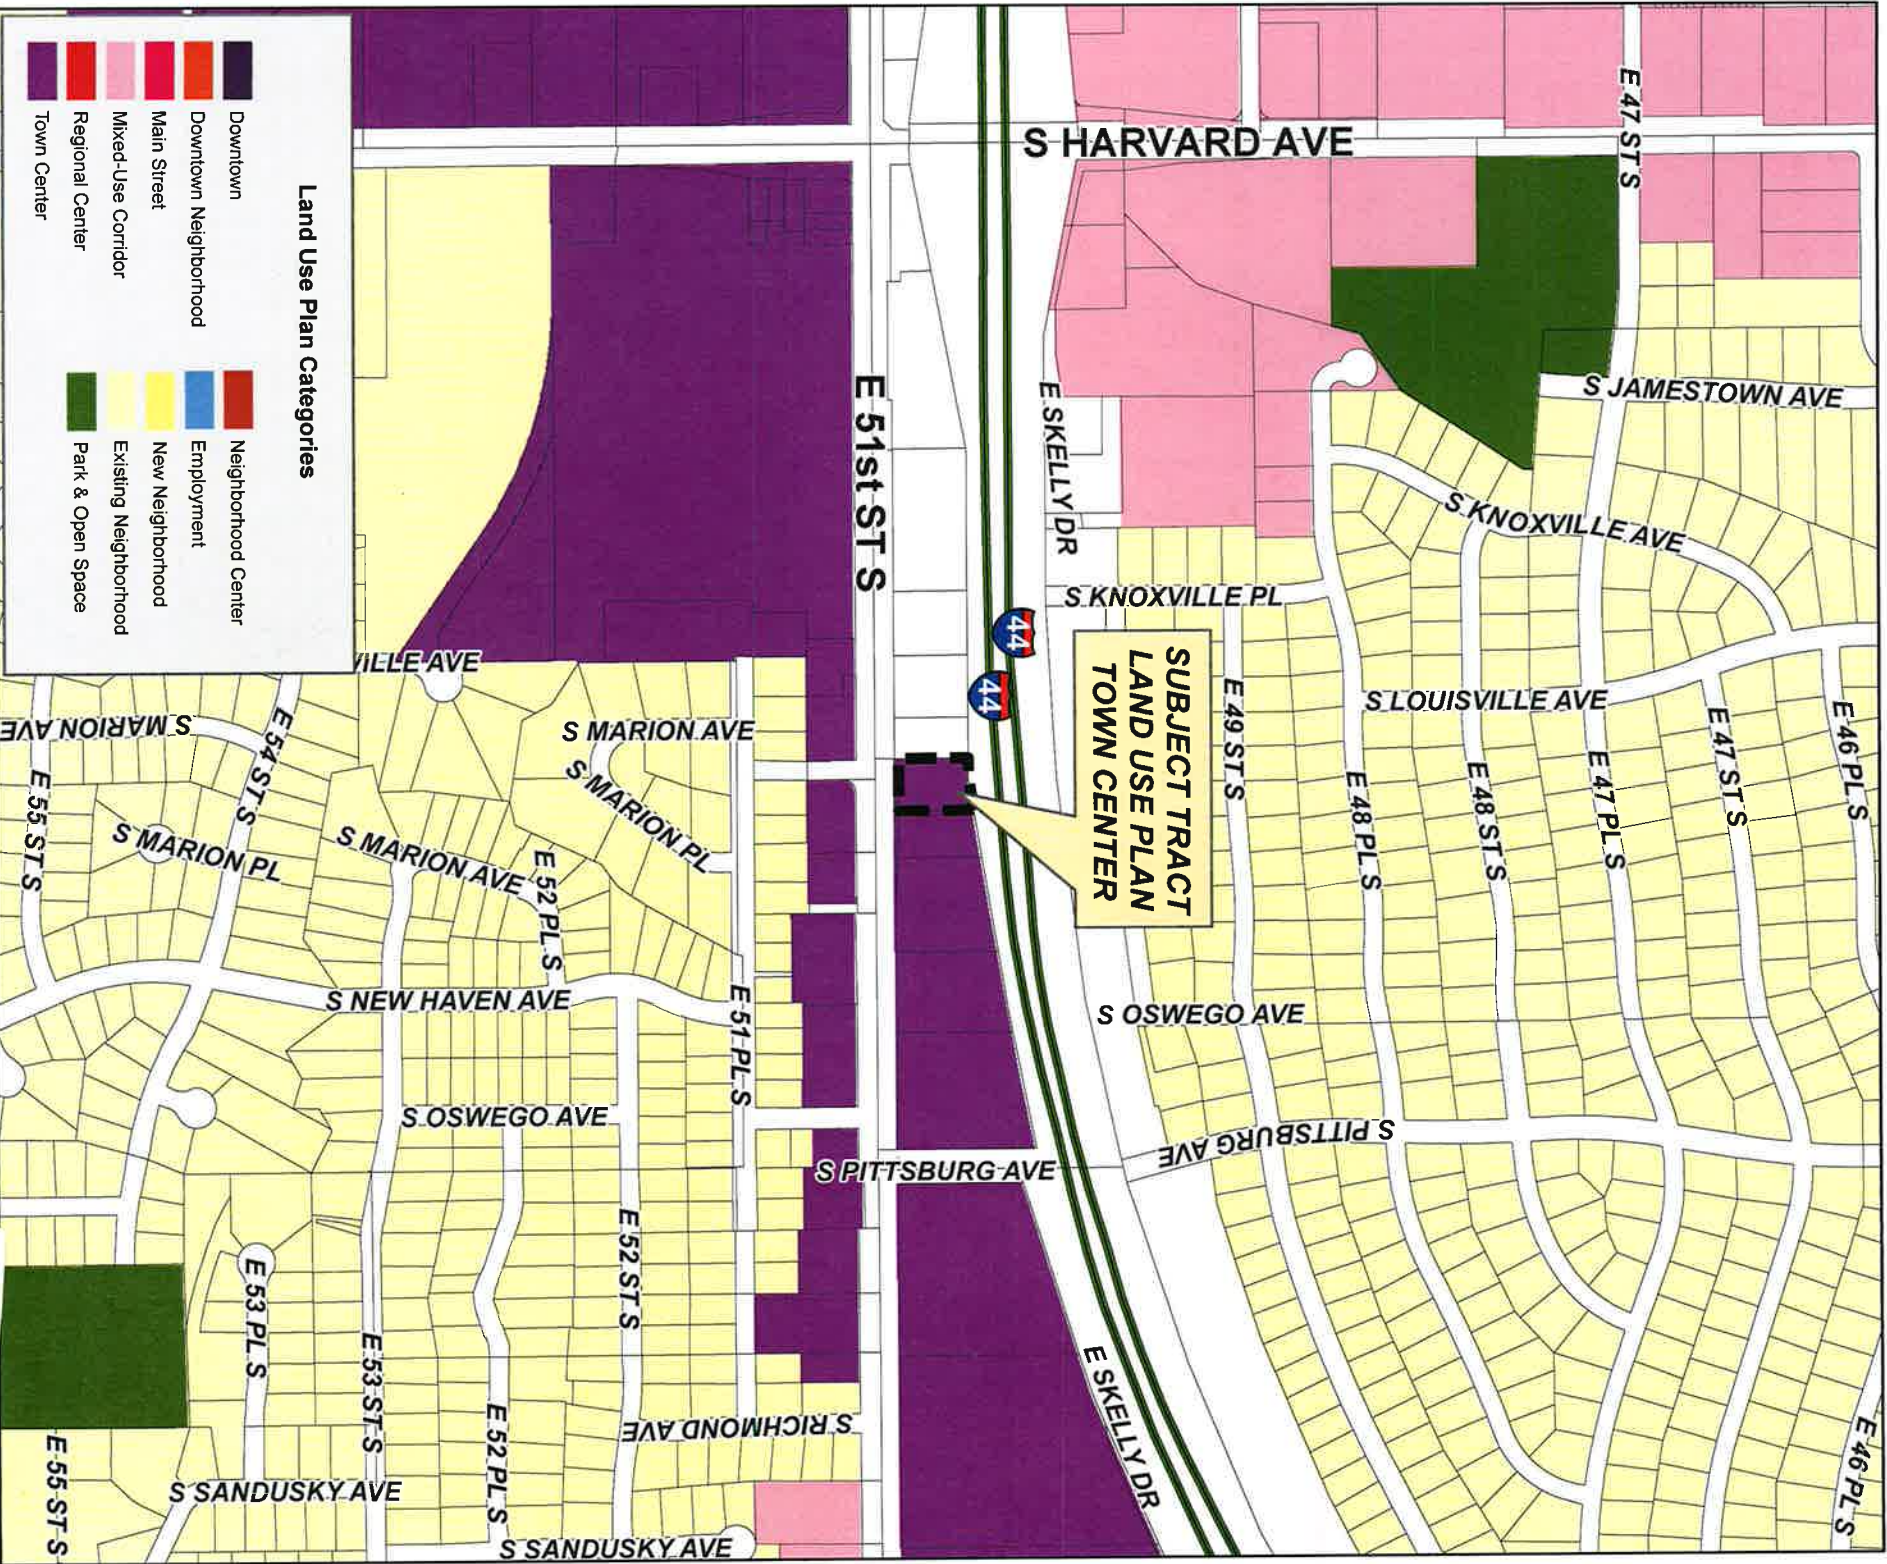 S HARVARD AVE
E 47 ST S
S JAMESTOWN AVE
E 51st ST S
E SKELLY DR
S KNOXVILLE AVE
S KNOXVILLE PL
44
44
SUBJECT TRACT
LAND USE PLAN
TOWN CENTER
E 49 ST S
S LOUISVILLE AVE
E 48 PL S
E 48 ST S
E 47 PL S
E 47 ST S
E 46 PL S
VILLE AVE
S MARION AVE
S MARION PL
S MARION AVE
E 54 ST S
E 55 ST S
S MARION PL
S MARION AVE
E 52 PL S
S NEW HAVEN AVE
E 51 PL S
S OSWEGO AVE
S OSWEGO AVE
S PITTSBURG AVE
S PITTSBURG AVE
E 52 ST S
E 53 PL S
E 53 ST S
E 52 PL S
S RICHMOND AVE
E SKELLY DR
E 46 PL S
E 55 ST S
S SANDUSKY AVE
S SANDUSKY AVE
Land Use Plan Categories
Downtown
Downtown Neighborhood
Main Street
Mixed-Use Corridor
Regional Center
Town Center
Neighborhood Center
Employment
New Neighborhood
Existing Neighborhood
Park & Open Space